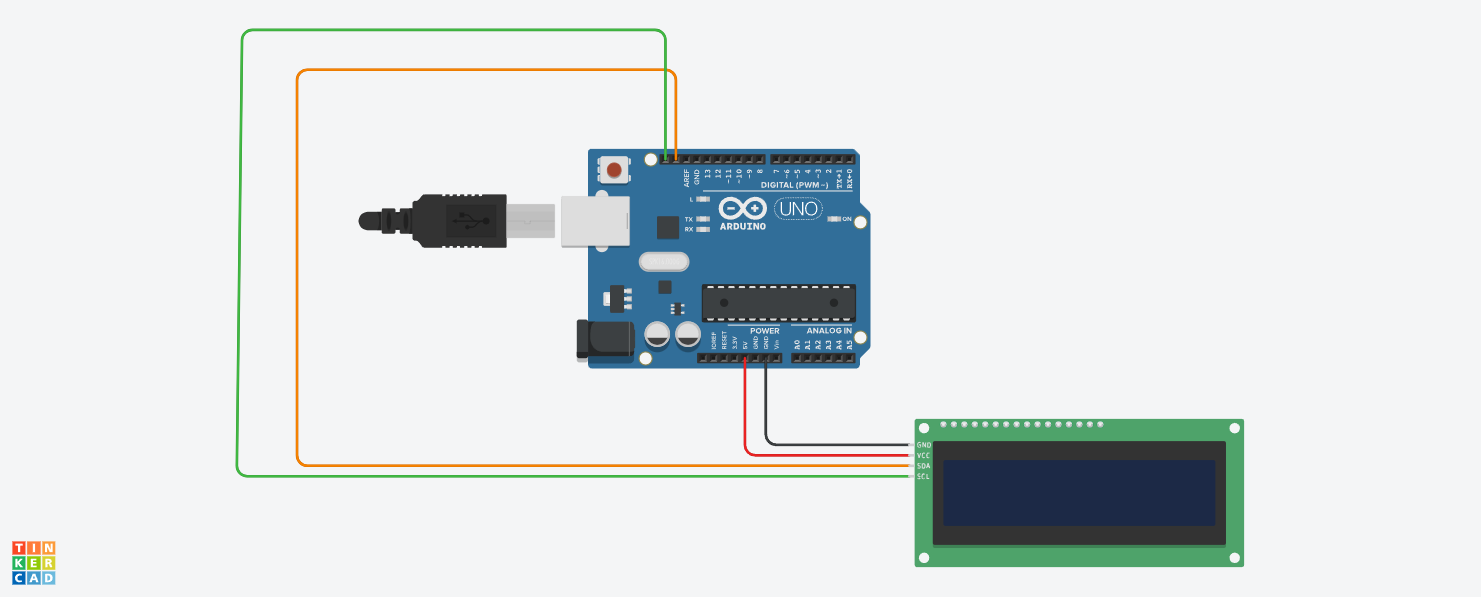 AREF
GND
13
12
~11
~10
~9
8
7
~6
~5
4
~3
2
TX→1
RX←0
DIGITAL (PWM~)
L
TX
RX
UNO
ARDUINO
ON
POWER
ANALOG IN
IOREF
RESET
3.3V
5V
GND
GND
Vin
A0
A1
A2
A3
A4
A5
GND
VCC
SDA
SCL
TIN
KER
CAD